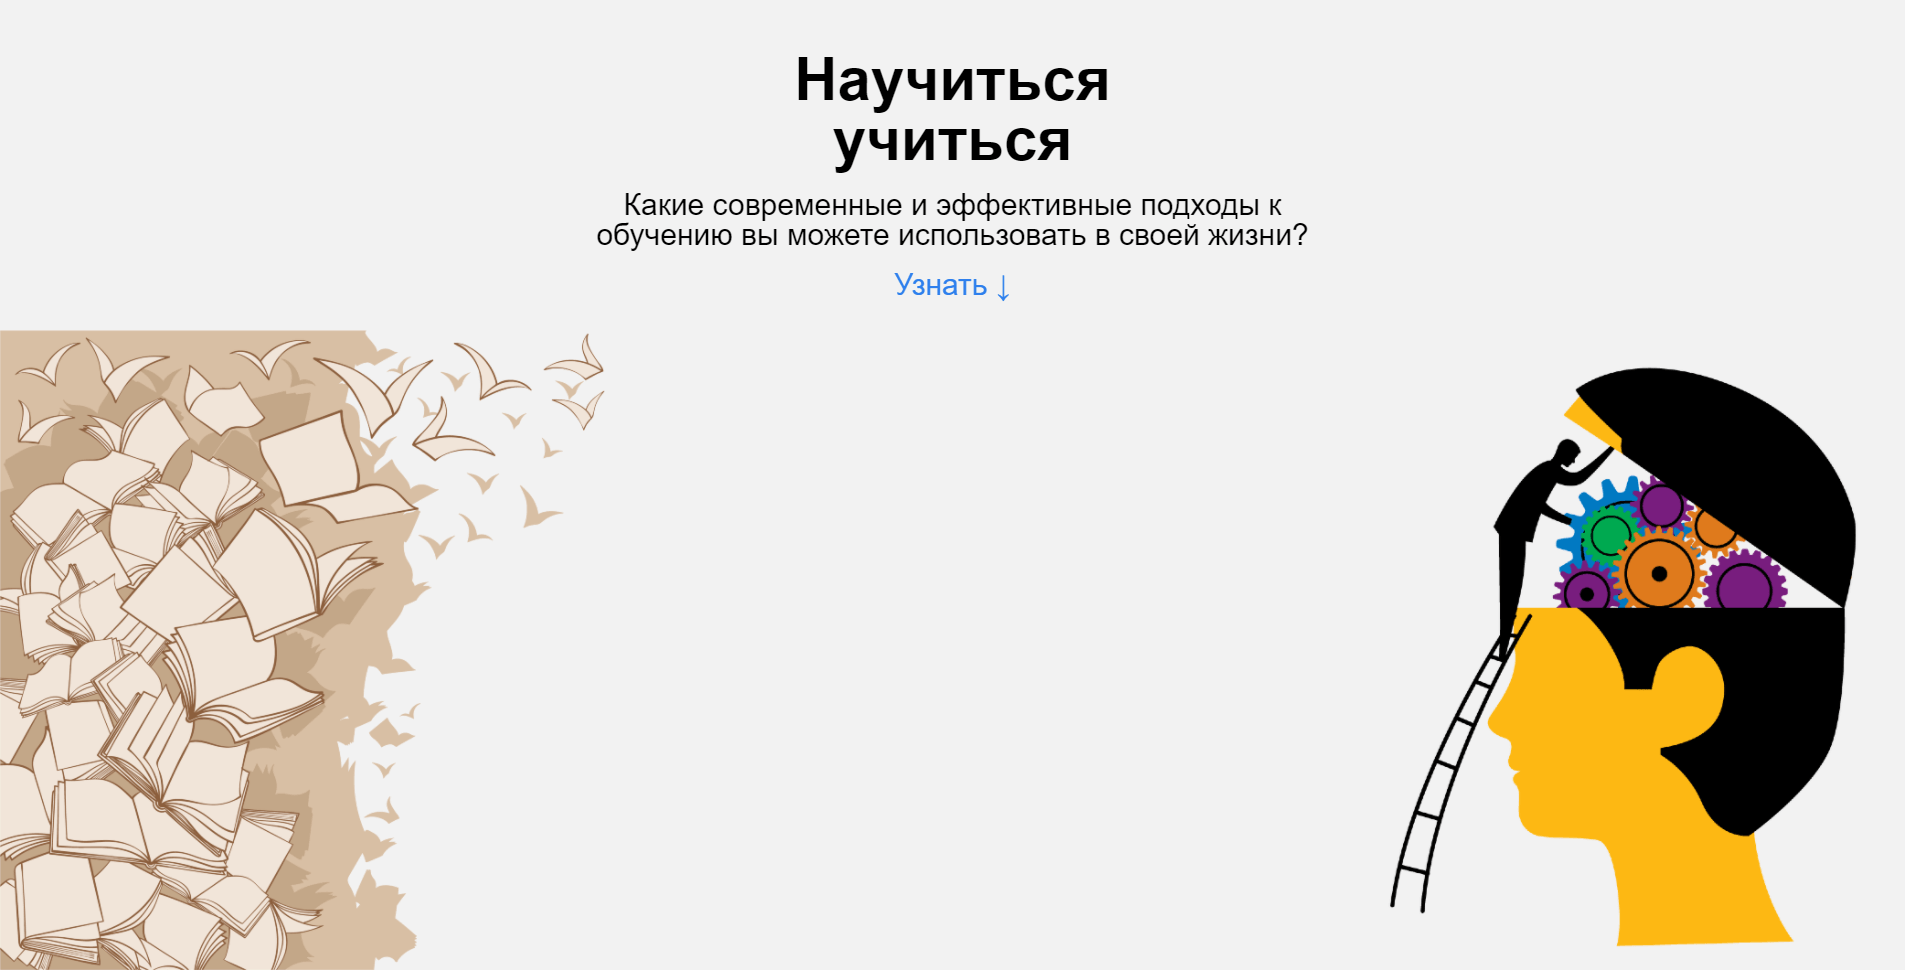 Научиться
учиться
Какие современные и эффективные подходы к
обучению вы можете использовать в своей жизни?
Узнать ↓